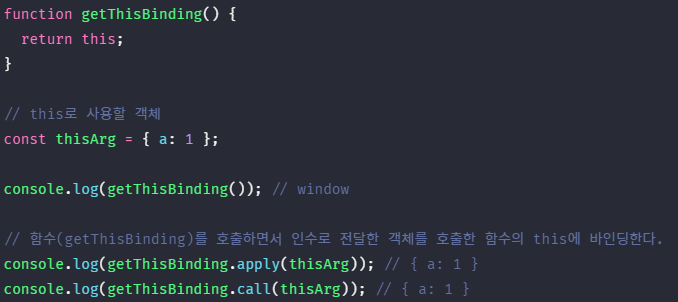 function getThisBinding() {
  return this;
}
// this로 사용할 객체
const thisArg = { a: 1 };
console.log(getThisBinding()); // window
// 함수(getThisBinding)를 호출하면서 인수로 전달한 객체를 호출한 함수의 this에 바인딩한다.
console.log(getThisBinding.apply(thisArg)); // { a: 1 }
console.log(getThisBinding.call(thisArg)); // { a: 1 }